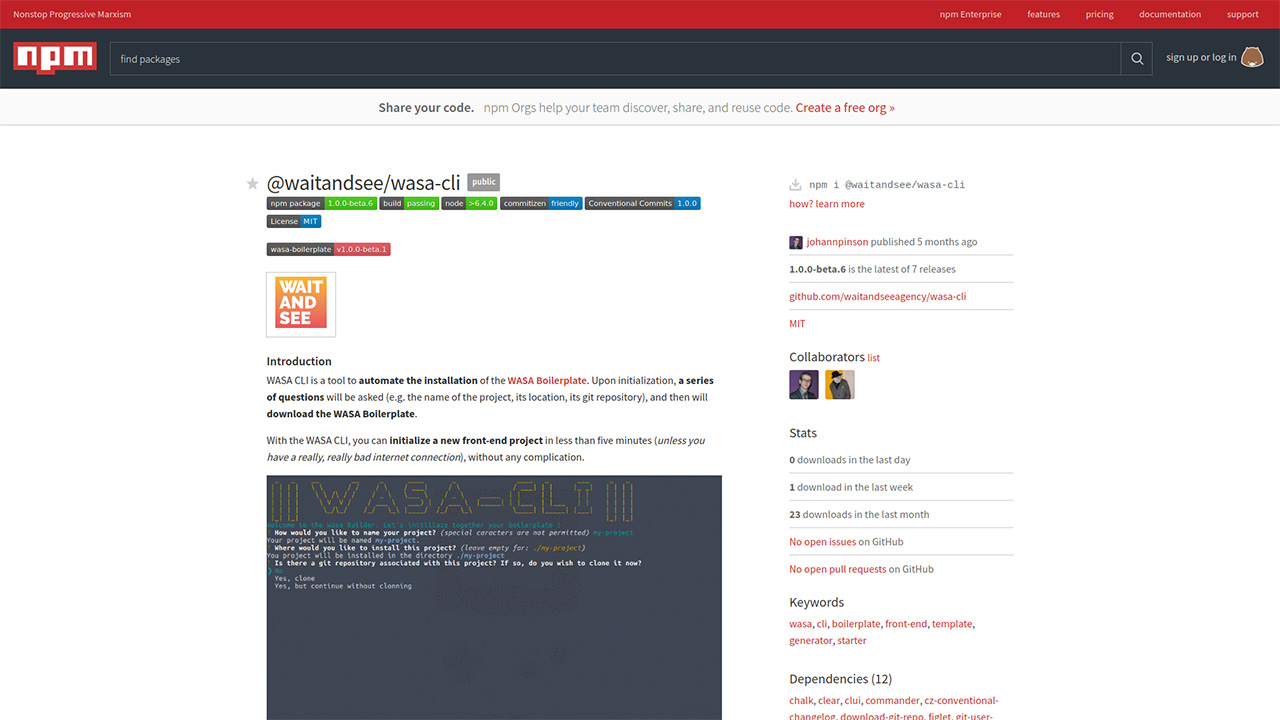 Nonstop Progressive Marxism
npm Enterprise features pricing documentation support
npm
find packages
sign up or log in
Share your code. npm Orgs help your team discover, share, and reuse code. Create a free org »
@waitandsee/wasa-cli public
npm package 1.0.0-beta.6 build passing node >6.4.0 commitizen friendly Conventional Commits 1.0.0
License MIT
wasa-boilerplate v1.0.0-beta.1
WAIT
AND
SEE
Introduction
WASA CLI is a tool to automate the installation of the WASA Boilerplate. Upon initialization, a series
of questions will be asked (e.g. the name of the project, its location, its git repository), and then will
download the WASA Boilerplate.
With the WASA CLI, you can initialize a new front-end project in less than five minutes (unless you
have a really, really bad internet connection), without any complication.
WASA-CLI
Welcome to the Wasa Builder. Let's initiliaze together your boilerplate !
How would you like to name your project? (special caracters are not permitted) my-project
Your project will be named my-project.
Where would you like to install this project? (leave empty for: ./my-project)
You project will be installed in the directory ./my-project
Is there a git repository associated with this project? If so, do you wish to clone it now?
❯ No
Yes, clone
Yes, but continue without clonning
npm i @waitandsee/wasa-cli
how? learn more
johannpinson published 5 months ago
1.0.0-beta.6 is the latest of 7 releases
github.com/waitandseeagency/wasa-cli
MIT
Collaborators list
Stats
0 downloads in the last day
1 download in the last week
23 downloads in the last month
No open issues on GitHub
No open pull requests on GitHub
Keywords
wasa, cli, boilerplate, front-end, template,
generator, starter
Dependencies (12)
chalk, clear, clui, commander, cz-conventional-
changelog, download-git-repo, figlet, git-user-